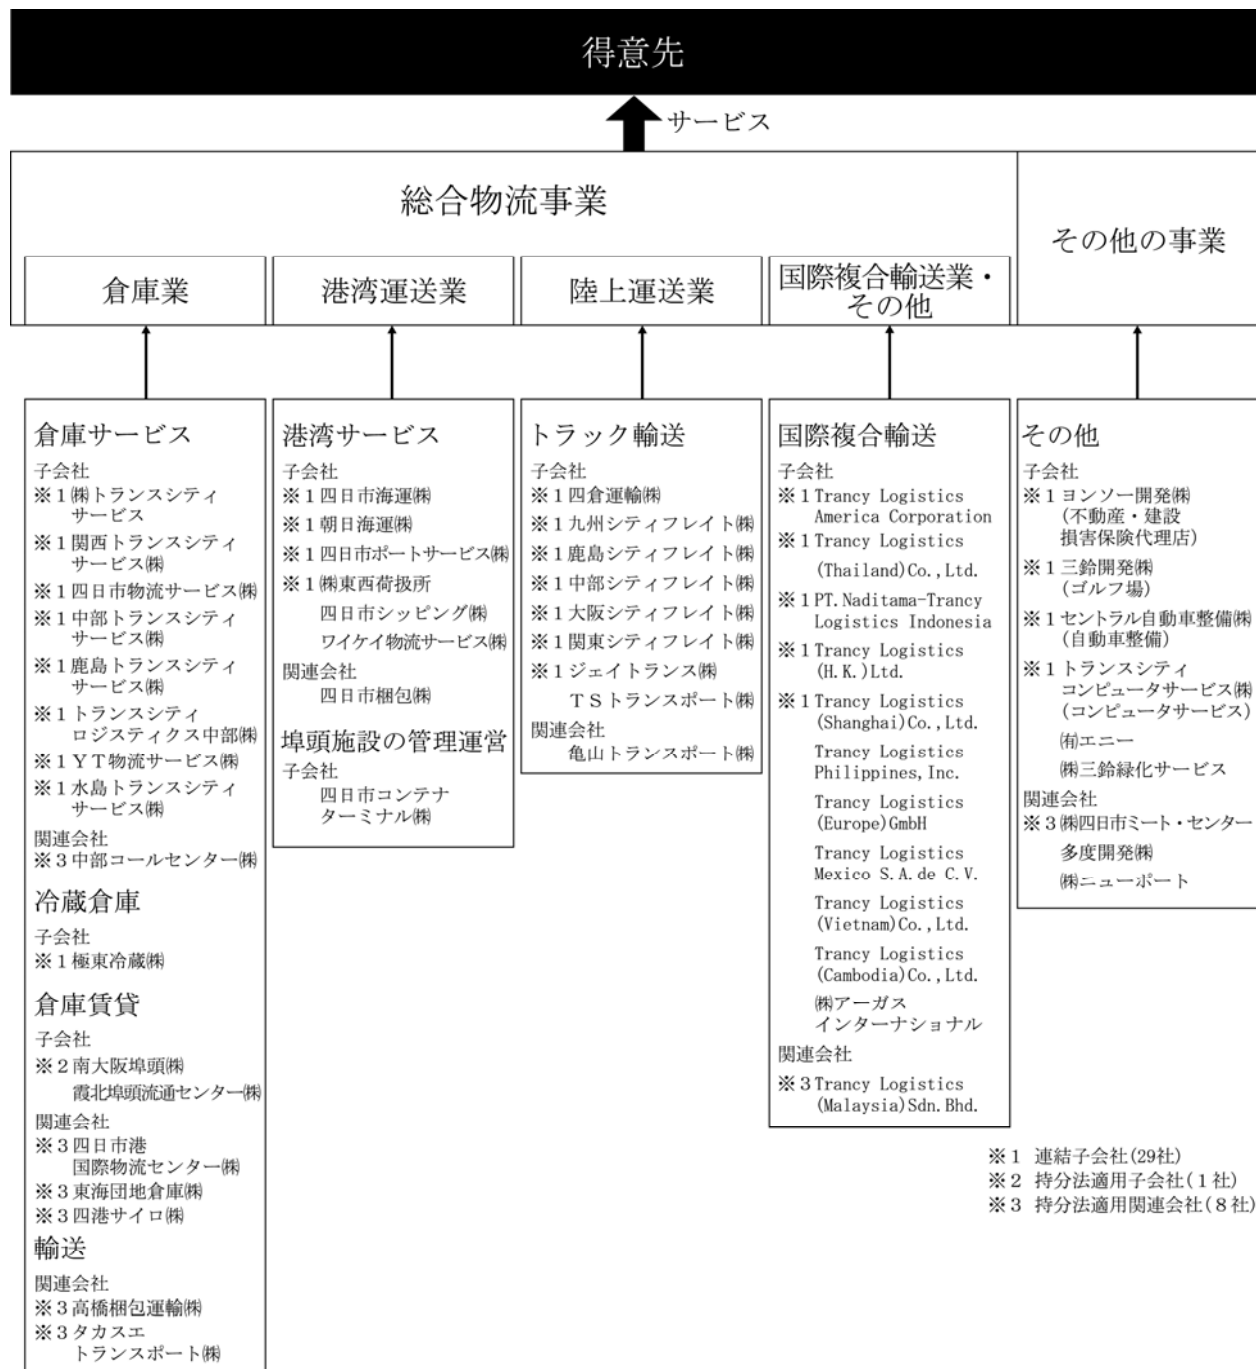 得意先
サービス
総合物流事業
その他の事業
倉庫業
港湾運送業
陸上運送業
国際複合輸送業・
その他
倉庫サービス
子会社
※1㈱トランスシティ
サービス
※1関西トランスシティ
サービス㈱
※1四日市物流サービス㈱
※1中部トランスシティ
サービス㈱
※1鹿島トランスシティ
サービス㈱
※1トランスシティ
ロジスティクス中部㈱
※1ＹＴ物流サービス㈱
※1水島トランスシティ
サービス㈱
関連会社
※3中部コールセンター㈱
冷蔵倉庫
子会社
※1極東冷蔵㈱
倉庫賃貸
子会社
※2南大阪埠頭㈱
霞北埠頭流通センター㈱
関連会社
※3四日市港
国際物流センター㈱
※3東海団地倉庫㈱
※3四港サイロ㈱
輸送
関連会社
※3高橋梱包運輸㈱
※3タカスエ
トランスポート㈱
港湾サービス
子会社
※1四日市海運㈱
※1朝日海運㈱
※1四日市ポートサービス㈱
※1㈱東西荷扱所
四日市シッピング㈱
ワイケイ物流サービス㈱
関連会社
四日市梱包㈱
埠頭施設の管理運営
子会社
四日市コンテナ
ターミナル㈱
トラック輸送
子会社
※1四倉運輸㈱
※1九州シティフレイト㈱
※1鹿島シティフレイト㈱
※1中部シティフレイト㈱
※1大阪シティフレイト㈱
※1関東シティフレイト㈱
※1ジェイトランス㈱
ＴＳトランスポート㈱
関連会社
亀山トランスポート㈱
国際複合輸送
子会社
※1Trancy Logistics
America Corporation
※1Trancy Logistics
(Thailand)Co.,Ltd.
※1PT.Naditama-Trancy
Logistics Indonesia
※1Trancy Logistics
(H.K.)Ltd.
※1Trancy Logistics
(Shanghai)Co.,Ltd.
Trancy Logistics
Philippines,Inc.
Trancy Logistics
(Europe)GmbH
Trancy Logistics
Mexico S.A.de C.V.
Trancy Logistics
(Vietnam)Co.,Ltd.
Trancy Logistics
(Cambodia)Co.,Ltd.
㈱アーガス
インターナショナル
関連会社
※3Trancy Logistics
(Malaysia)Sdn.Bhd.
その他
子会社
※1ヨンソー開発㈱
(不動産・建設
損害保険代理店)
※1三鈴開発㈱
(ゴルフ場)
※1セントラル自動車整備㈱
(自動車整備)
※1トランスシティ
コンピュータサービス㈱
(コンピュータサービス)
㈲エニー
㈱三鈴緑化サービス
関連会社
※3㈱四日市ミート・センター
多度開発㈱
㈱ニューポート
※1 連結子会社(29社)
※2 持分法適用子会社(1社)
※3 持分法適用関連会社(8社)